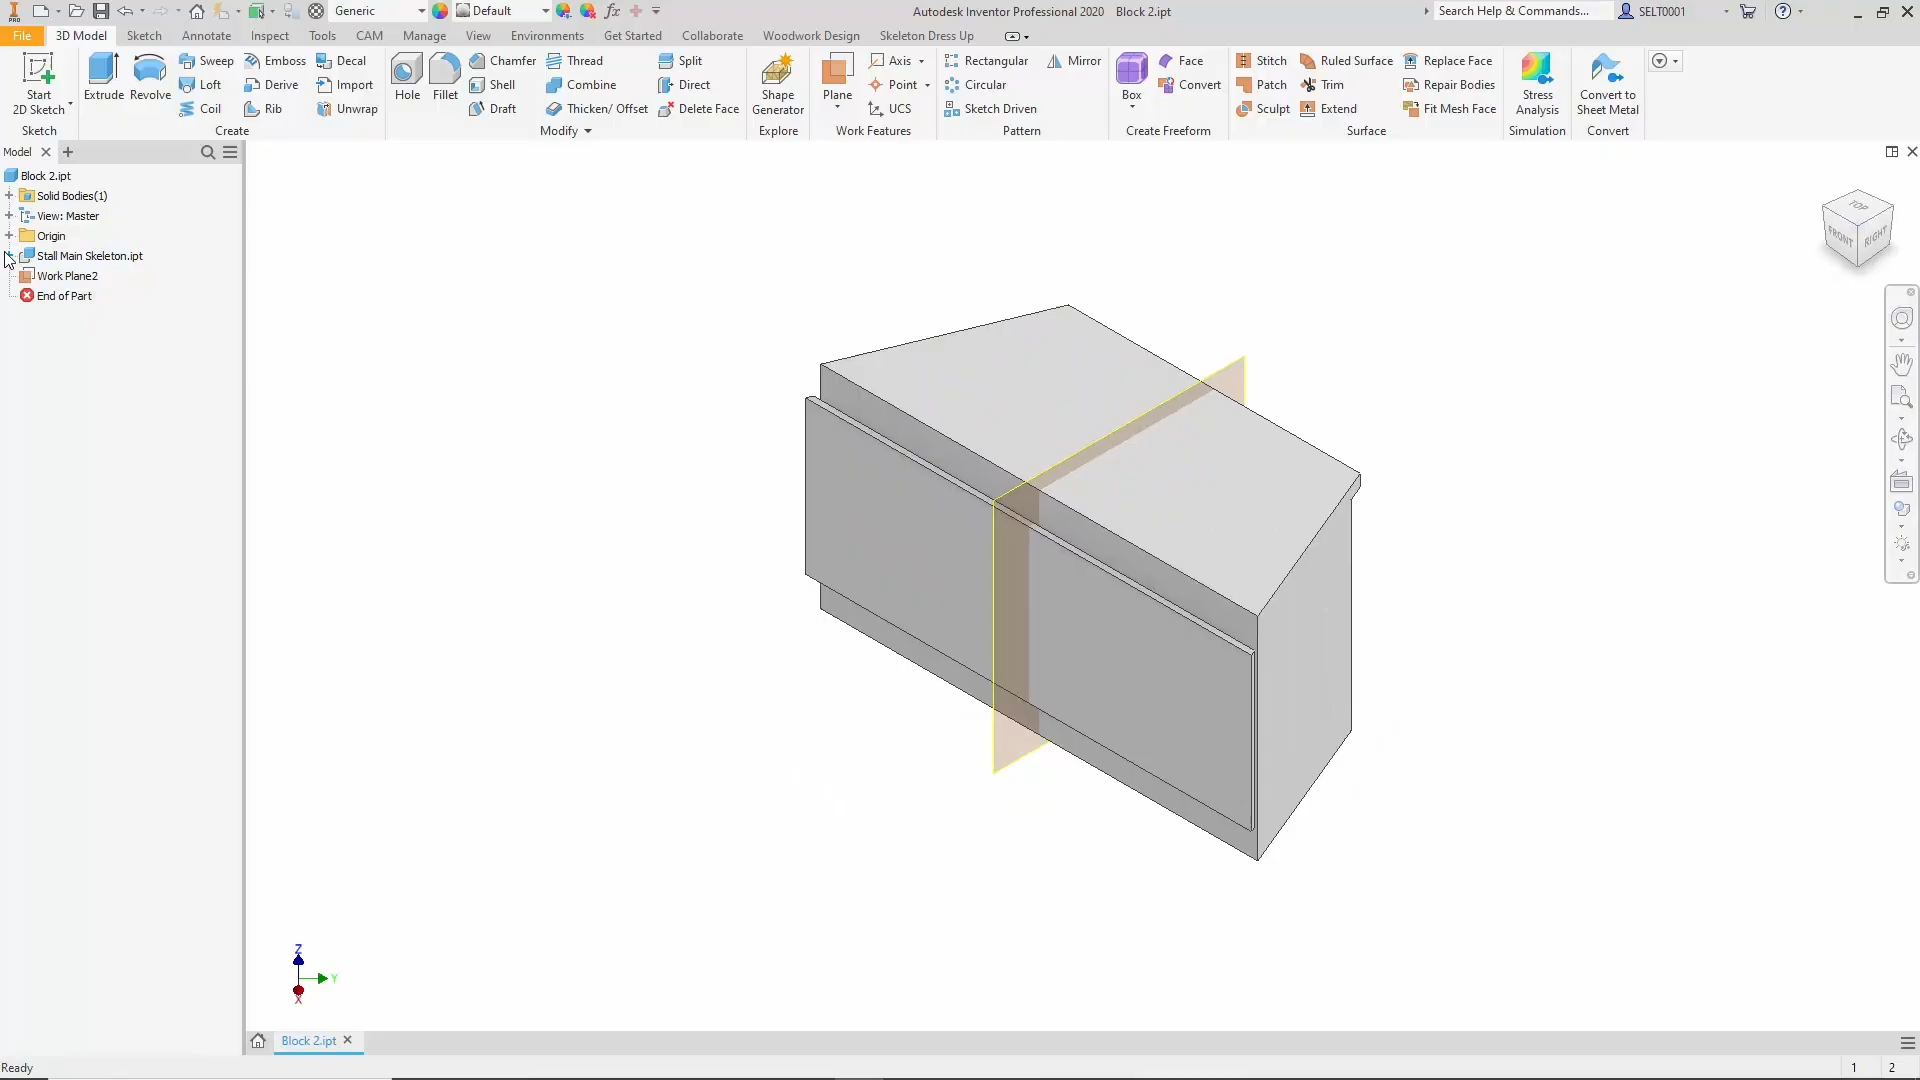 Generic
Default
Autodesk Inventor Professional 2020 Block 2.ipt
Search Help & Commands...
SELT0001
File 3D Model Sketch Annotate Inspect Tools CAM Manage View Environments Get Started Collaborate Woodwork Design Skeleton Dress Up
Start
2D Sketch
Extrude Revolve
Sweep Emboss Decal
Loft Derive Import
Coil Rib Unwrap
Hole Fillet
Chamfer Thread Split
Shell Combine Direct
Draft Thicken/ Offset Delete Face
Shape
Generator
Plane
Axis
Point
UCS
Rectangular Mirror
Circular
Sketch Driven
Box
Face
Convert
Stitch Ruled Surface Replace Face
Patch Trim Repair Bodies
Sculpt Extend Fit Mesh Face
Stress
Analysis
Convert to
Sheet Metal
Sketch Create Modify Explore Work Features Pattern Create Freeform Surface Simulation Convert
Model
Block 2.ipt
Solid Bodies(1)
View: Master
Origin
Stall Main Skeleton.ipt
Work Plane2
End of Part
TOP
FRONT RIGHT
Z
Y
X
Block 2.ipt
Ready
1 2